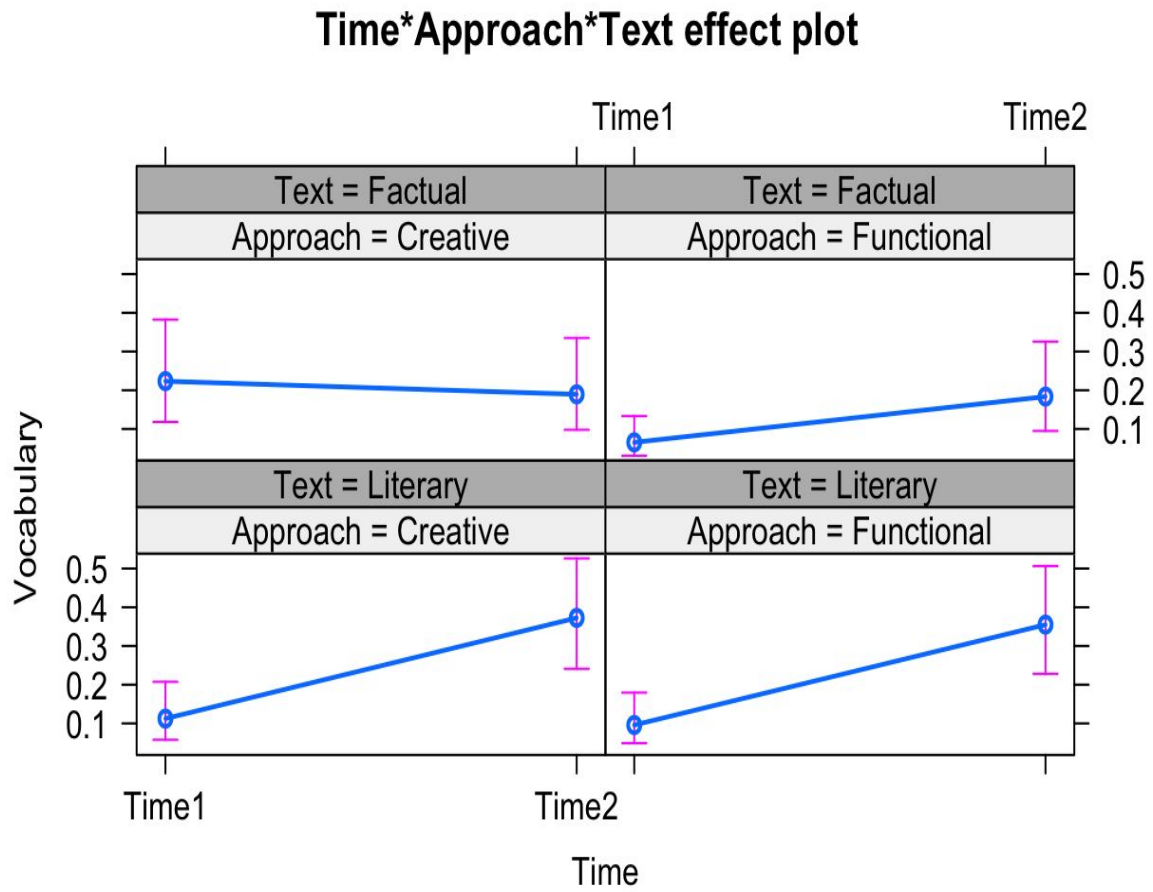 Time*Approach*Text effect plot
Time1 Time2
Text = Factual Text = Factual
Approach = Creative Approach = Functional
0.5
0.4
0.3
0.2
0.1
Text = Literary Text = Literary
Approach = Creative Approach = Functional
Vocabulary
0.5
0.4
0.3
0.2
0.1
Time1 Time2
Time